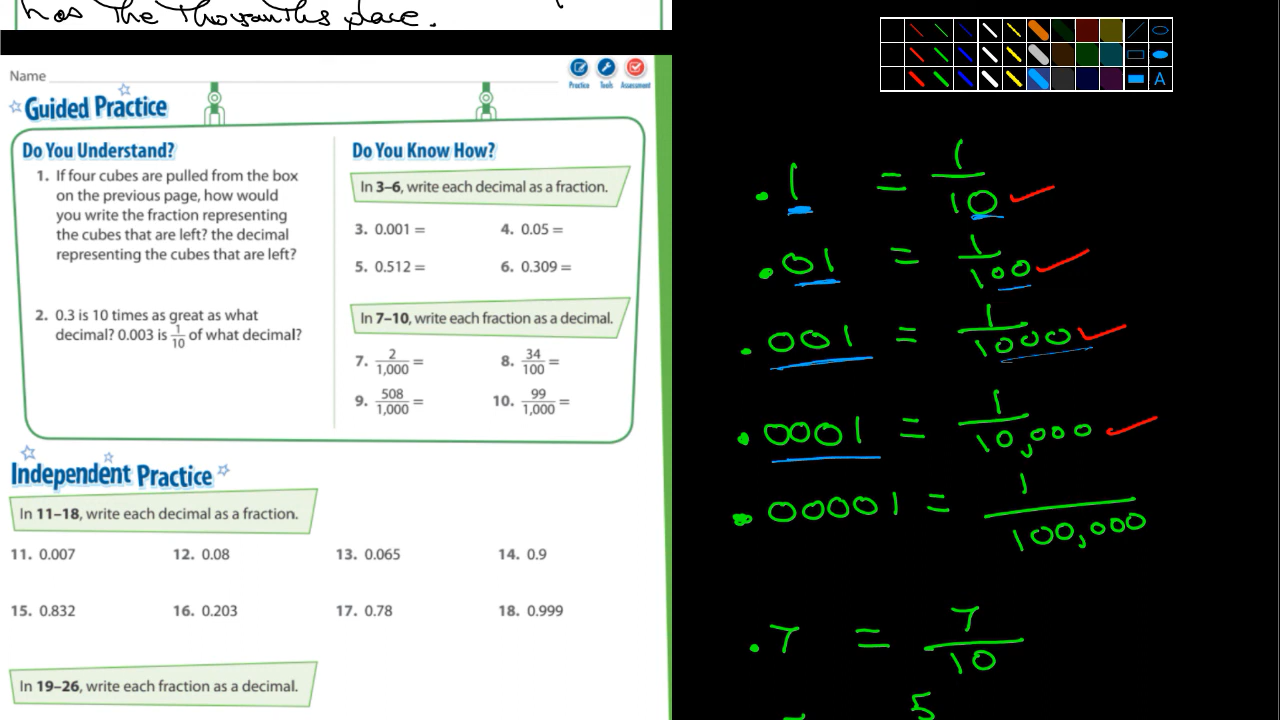 has the thousanths place.
Name
Practice Tools Assessment
Guided Practice
Do You Understand?
1. If four cubes are pulled from the box
on the previous page, how would
you write the fraction representing
the cubes that are left? the decimal
representing the cubes that are left?
2. 0.3 is 10 times as great as what
decimal? 0.003 is 1/10 of what decimal?
Do You Know How?
In 3–6, write each decimal as a fraction.
3. 0.001 = 4. 0.05 =
5. 0.512 = 6. 0.309 =
In 7–10, write each fraction as a decimal.
7. 2/1,000 = 8. 34/100 =
9. 508/1,000 = 10. 99/1,000 =
Independent Practice
In 11–18, write each decimal as a fraction.
11. 0.007 12. 0.08 13. 0.065 14. 0.9
15. 0.832 16. 0.203 17. 0.78 18. 0.999
In 19–26, write each fraction as a decimal.
A
.1 = 1/10
.01 = 1/100
.001 = 1/1000
.0001 = 1/10,000
.00001 = 1/100,000
.7 = 7/10
5